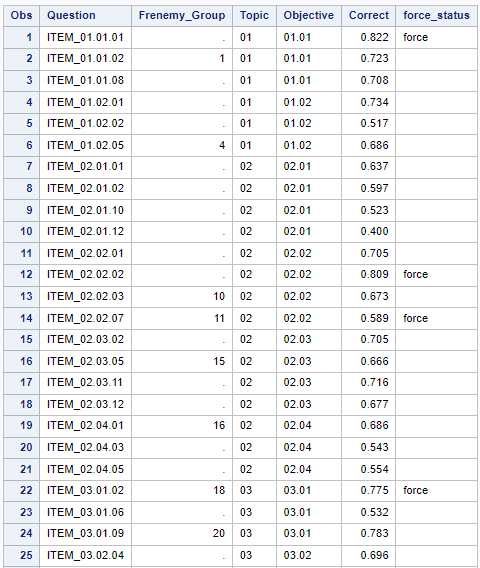 Obs Question Frenemy_Group Topic Objective Correct force_status
1 ITEM_01.01.01 . 01 01.01 0.822 force
2 ITEM_01.01.02 1 01 01.01 0.723
3 ITEM_01.01.08 . 01 01.01 0.708
4 ITEM_01.02.01 . 01 01.02 0.734
5 ITEM_01.02.02 . 01 01.02 0.517
6 ITEM_01.02.05 4 01 01.02 0.686
7 ITEM_02.01.01 . 02 02.01 0.637
8 ITEM_02.01.02 . 02 02.01 0.597
9 ITEM_02.01.10 . 02 02.01 0.523
10 ITEM_02.01.12 . 02 02.01 0.400
11 ITEM_02.02.01 . 02 02.02 0.705
12 ITEM_02.02.02 . 02 02.02 0.809 force
13 ITEM_02.02.03 10 02 02.02 0.673
14 ITEM_02.02.07 11 02 02.02 0.589 force
15 ITEM_02.03.02 . 02 02.03 0.705
16 ITEM_02.03.05 15 02 02.03 0.666
17 ITEM_02.03.11 . 02 02.03 0.716
18 ITEM_02.03.12 . 02 02.03 0.677
19 ITEM_02.04.01 16 02 02.04 0.686
20 ITEM_02.04.03 . 02 02.04 0.543
21 ITEM_02.04.05 . 02 02.04 0.554
22 ITEM_03.01.02 18 03 03.01 0.775 force
23 ITEM_03.01.06 . 03 03.01 0.532
24 ITEM_03.01.09 20 03 03.01 0.783
25 ITEM_03.02.04 . 03 03.02 0.696